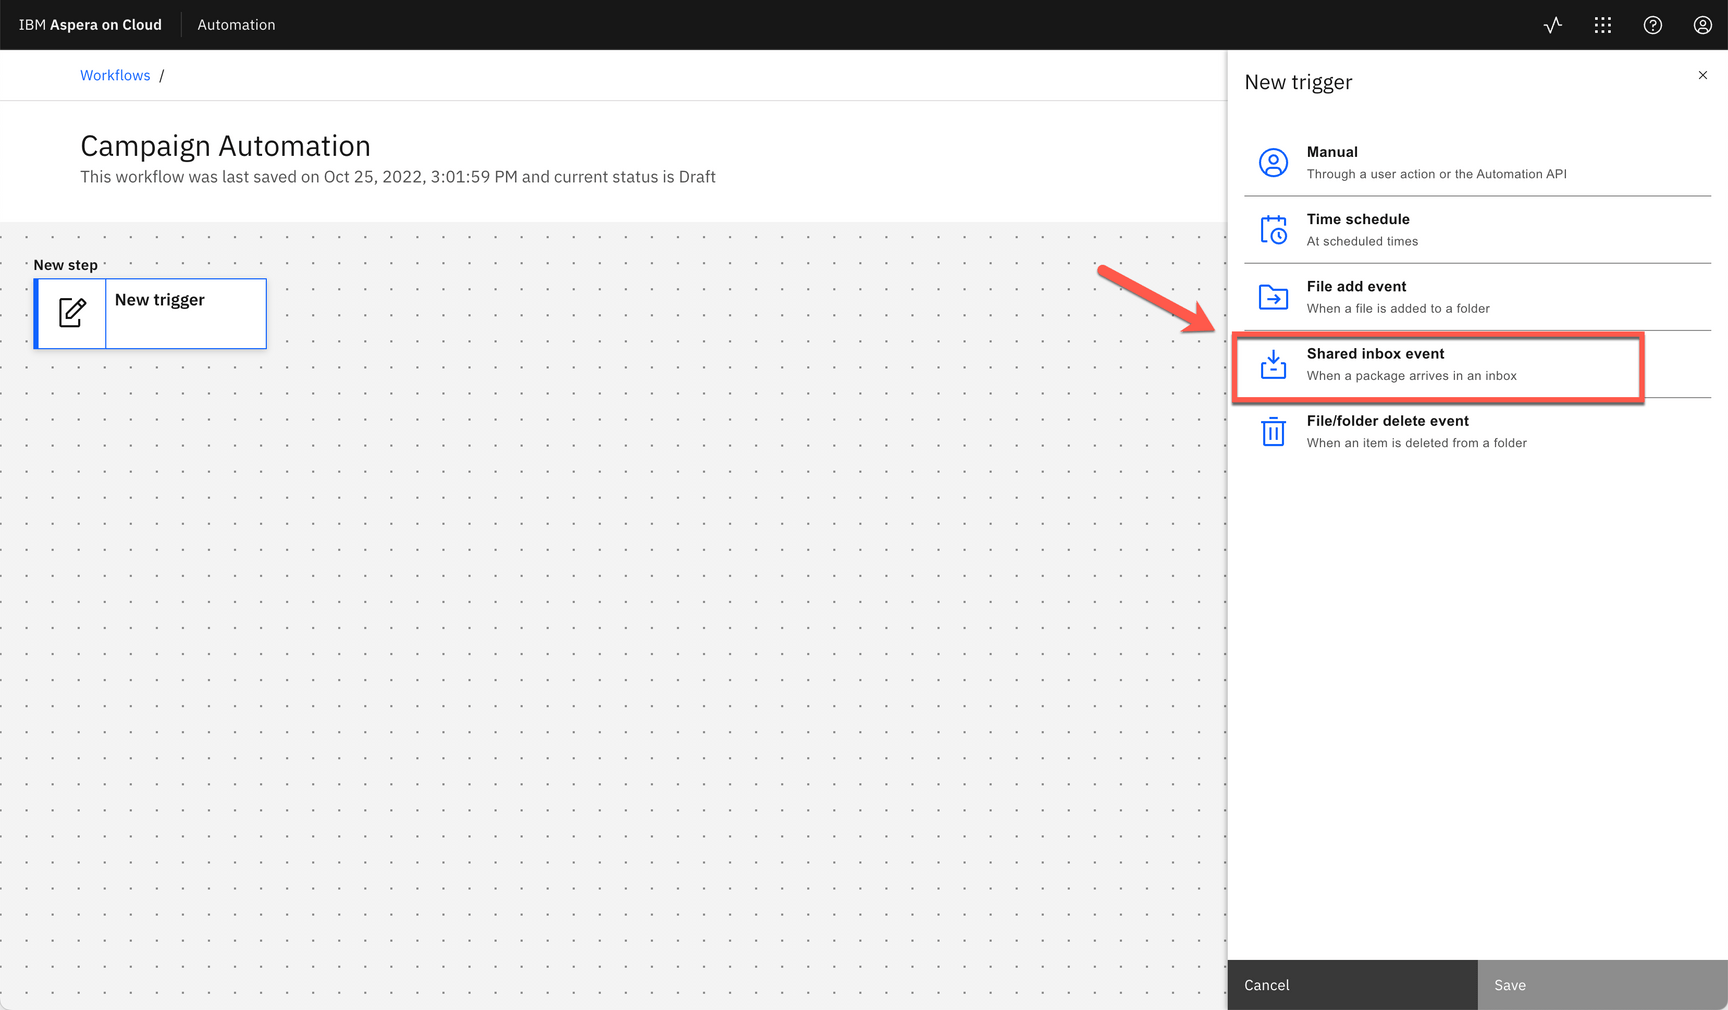 IBM Aspera on Cloud
Automation
Workflows /
Campaign Automation
This workflow was last saved on Oct 25, 2022, 3:01:59 PM and current status is Draft
New step
New trigger
New trigger
Manual
Through a user action or the Automation API
Time schedule
At scheduled times
File add event
When a file is added to a folder
Shared inbox event
When a package arrives in an inbox
File/folder delete event
When an item is deleted from a folder
Cancel
Save